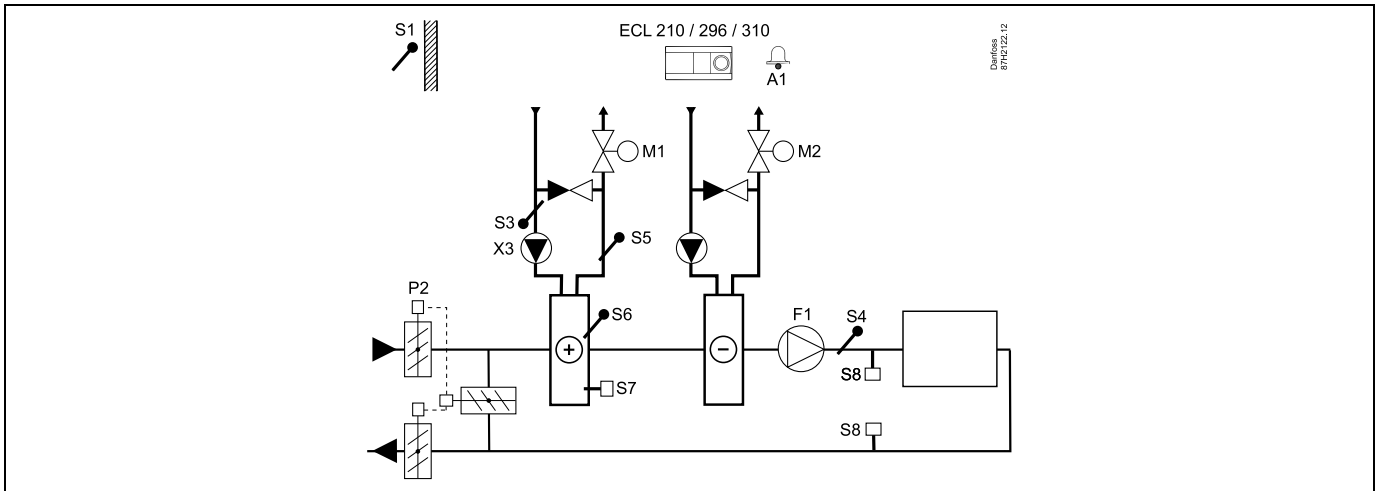 S1
ECL 210 / 296 / 310
A1
Danfoss
87H2122.12
M1
M2
S3
X3
S5
P2
S6
F1
S4
+
−
S8
S7
S8